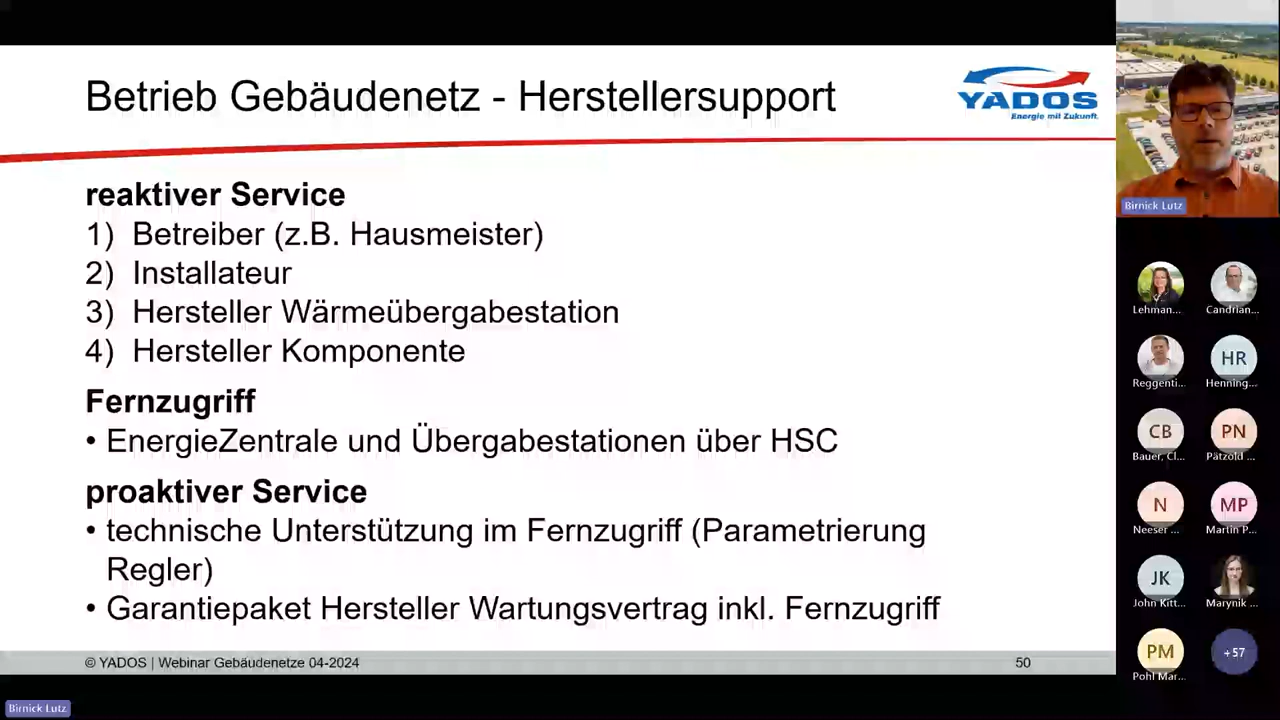 Betrieb Gebäudenetz - Herstellersupport
YADOS
Energie mit Zukunft.
reaktiver Service
1) Betreiber (z.B. Hausmeister)
2) Installateur
3) Hersteller Wärmeübergabestation
4) Hersteller Komponente
Fernzugriff
• EnergieZentrale und Übergabestationen über HSC
proaktiver Service
• technische Unterstützung im Fernzugriff (Parametrierung
Regler)
• Garantiepaket Hersteller Wartungsvertrag inkl. Fernzugriff
© YADOS | Webinar Gebäudenetze 04-2024
50
Birnick Lutz
Birnick Lutz
Lehman...
Candrian...
Reggenti...
HR
Henning...
CB
Bauer, Cl...
PN
Pätzold ...
N
Neeser ...
MP
Martin P...
JK
John Kitt...
Marynik ...
PM
Pohl Mar...
+57